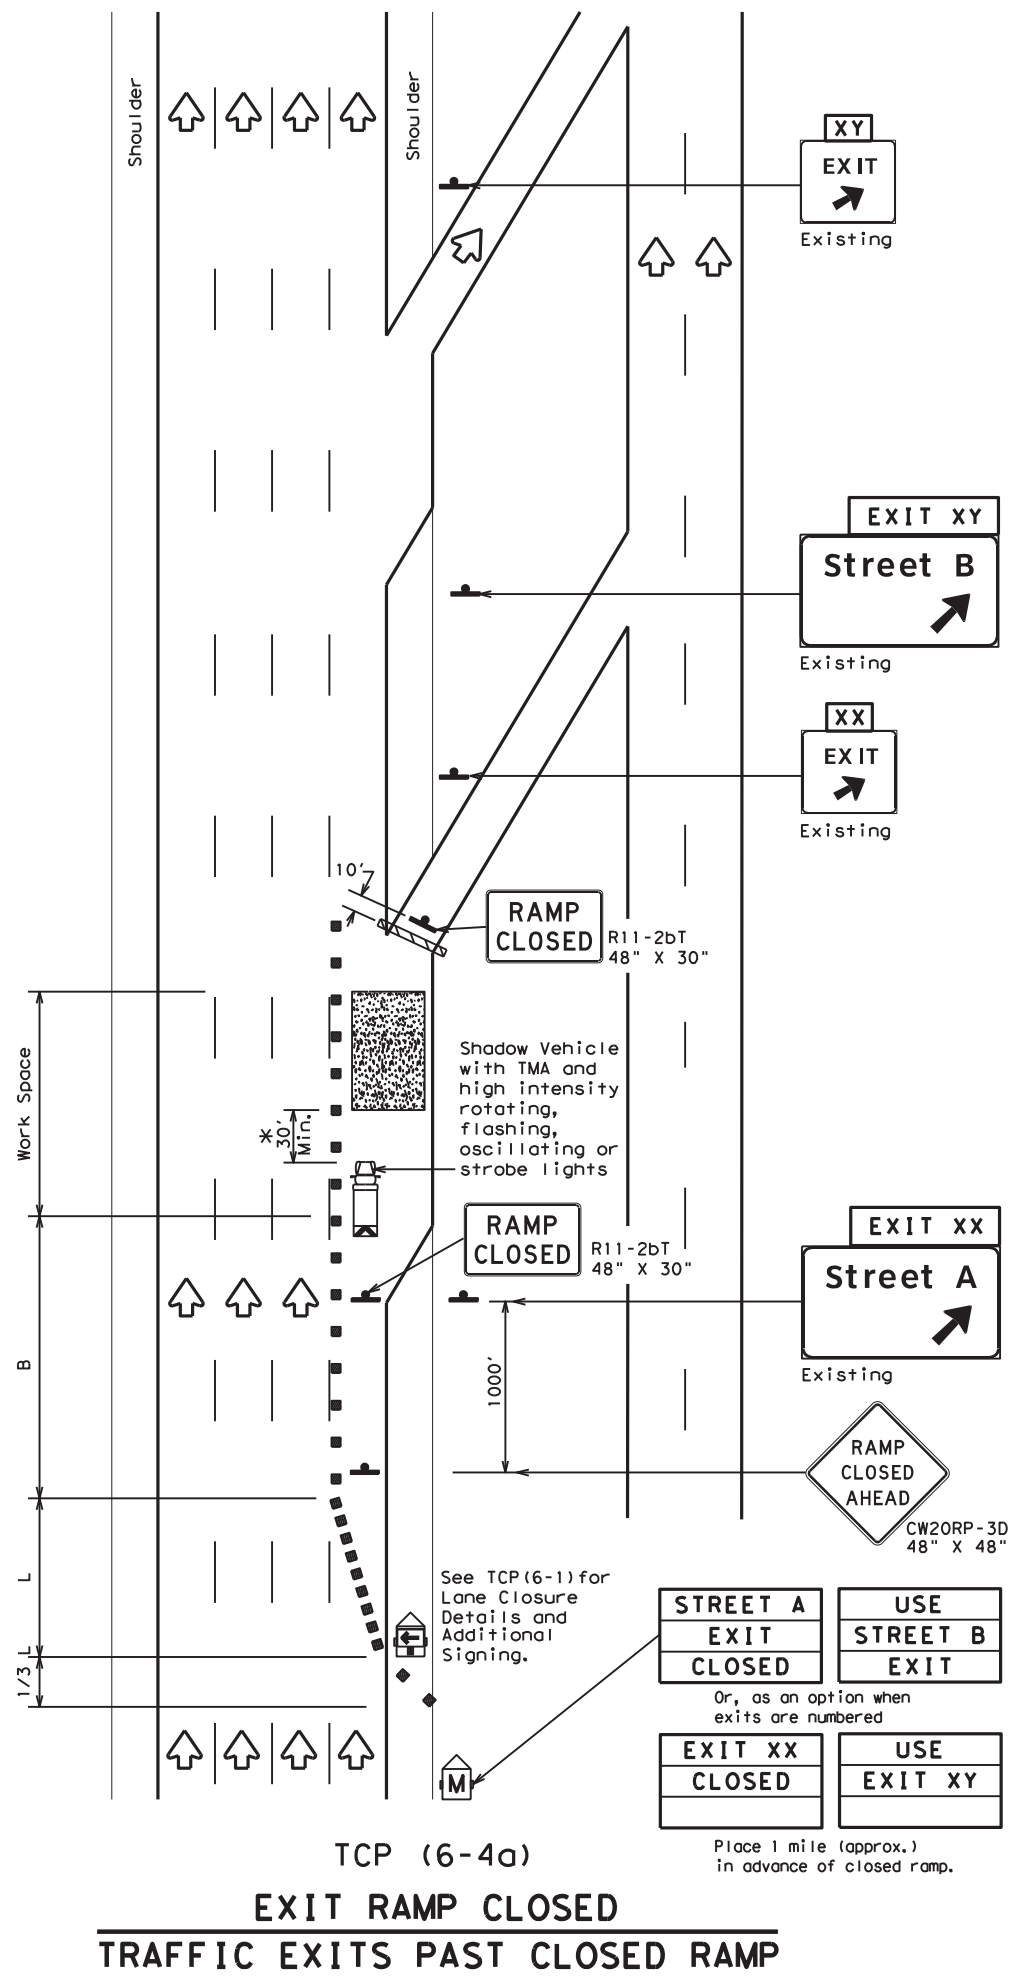 Shoulder
Shoulder
XY
EXIT
Existing
EXIT XY
Street B
Existing
XX
EXIT
Existing
10'
RAMP
CLOSED
R11-2bT
48" X 30"
Work Space
*
30'
Min.
Shadow Vehicle
with TMA and
high intensity
rotating,
flashing,
oscillating or
strobe lights
RAMP
CLOSED
R11-2bT
48" X 30"
EXIT XX
Street A
Existing
B
1000'
RAMP
CLOSED
AHEAD
CW20RP-3D
48" X 48"
L
See TCP(6-1)for
Lane Closure
Details and
Additional
Signing.
1/3 L
STREET A
EXIT
CLOSED
USE
STREET B
EXIT
Or, as an option when
exits are numbered
EXIT XX
CLOSED
USE
EXIT XY
M
Place 1 mile (approx.)
in advance of closed ramp.
TCP (6-4a)
EXIT RAMP CLOSED
TRAFFIC EXITS PAST CLOSED RAMP